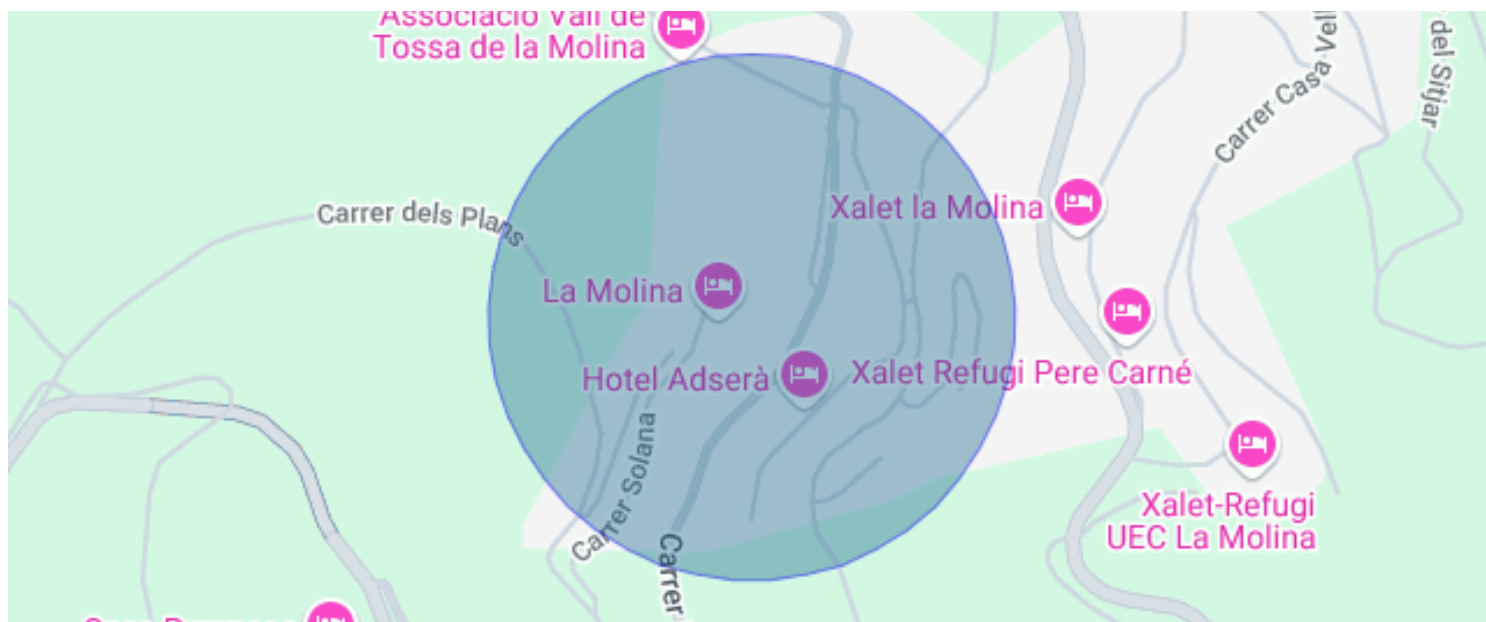 Associació Vall de
Tossa de la Molina
Carrer Casa Vel
del Sitjar
Carrer dels Plans
Xalet la Molina
La Molina
Hotel Adserà
Xalet Refugi Pere Carné
Carrer Solana
Carrer
Xalet-Refugi
UEC La Molina